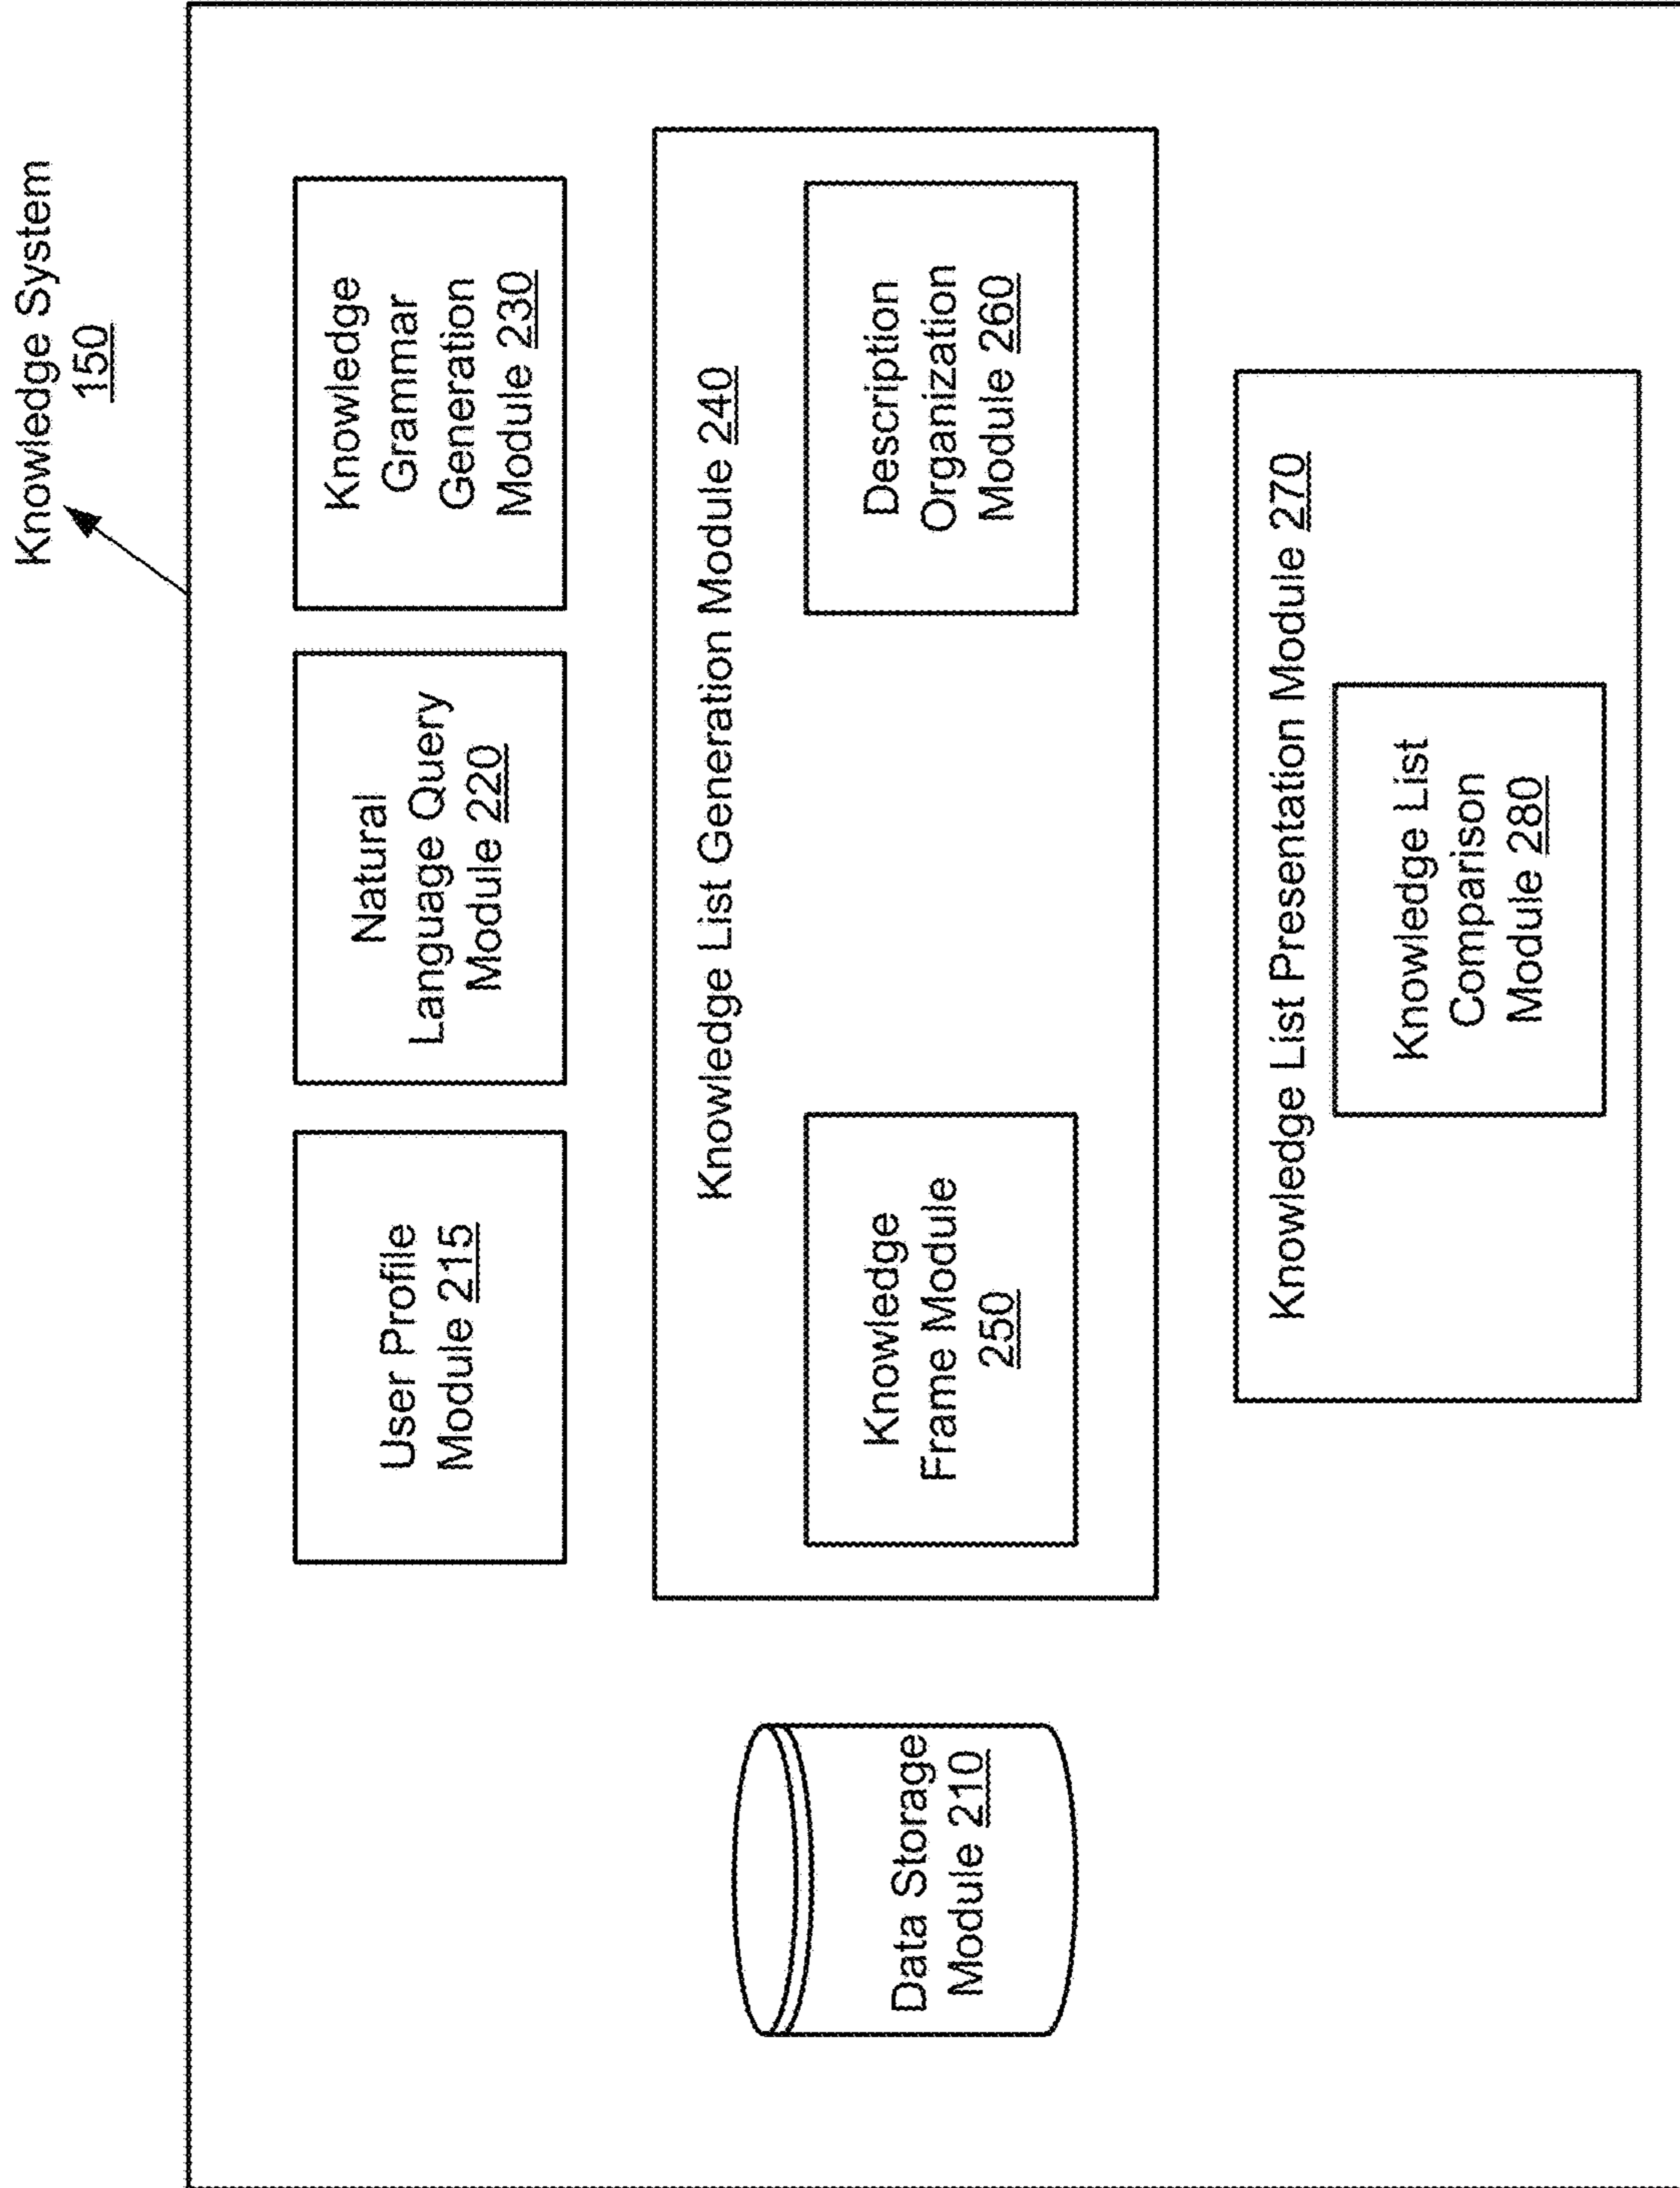 Knowledge System
150
User Profile
Module 215
Natural
Language Query
Module 220
Knowledge
Grammar
Generation
Module 230
Knowledge List Generation Module 240
Data Storage
Module 210
Knowledge
Frame Module
250
Description
Organization
Module 260
Knowledge List Presentation Module 270
Knowledge List
Comparison
Module 280